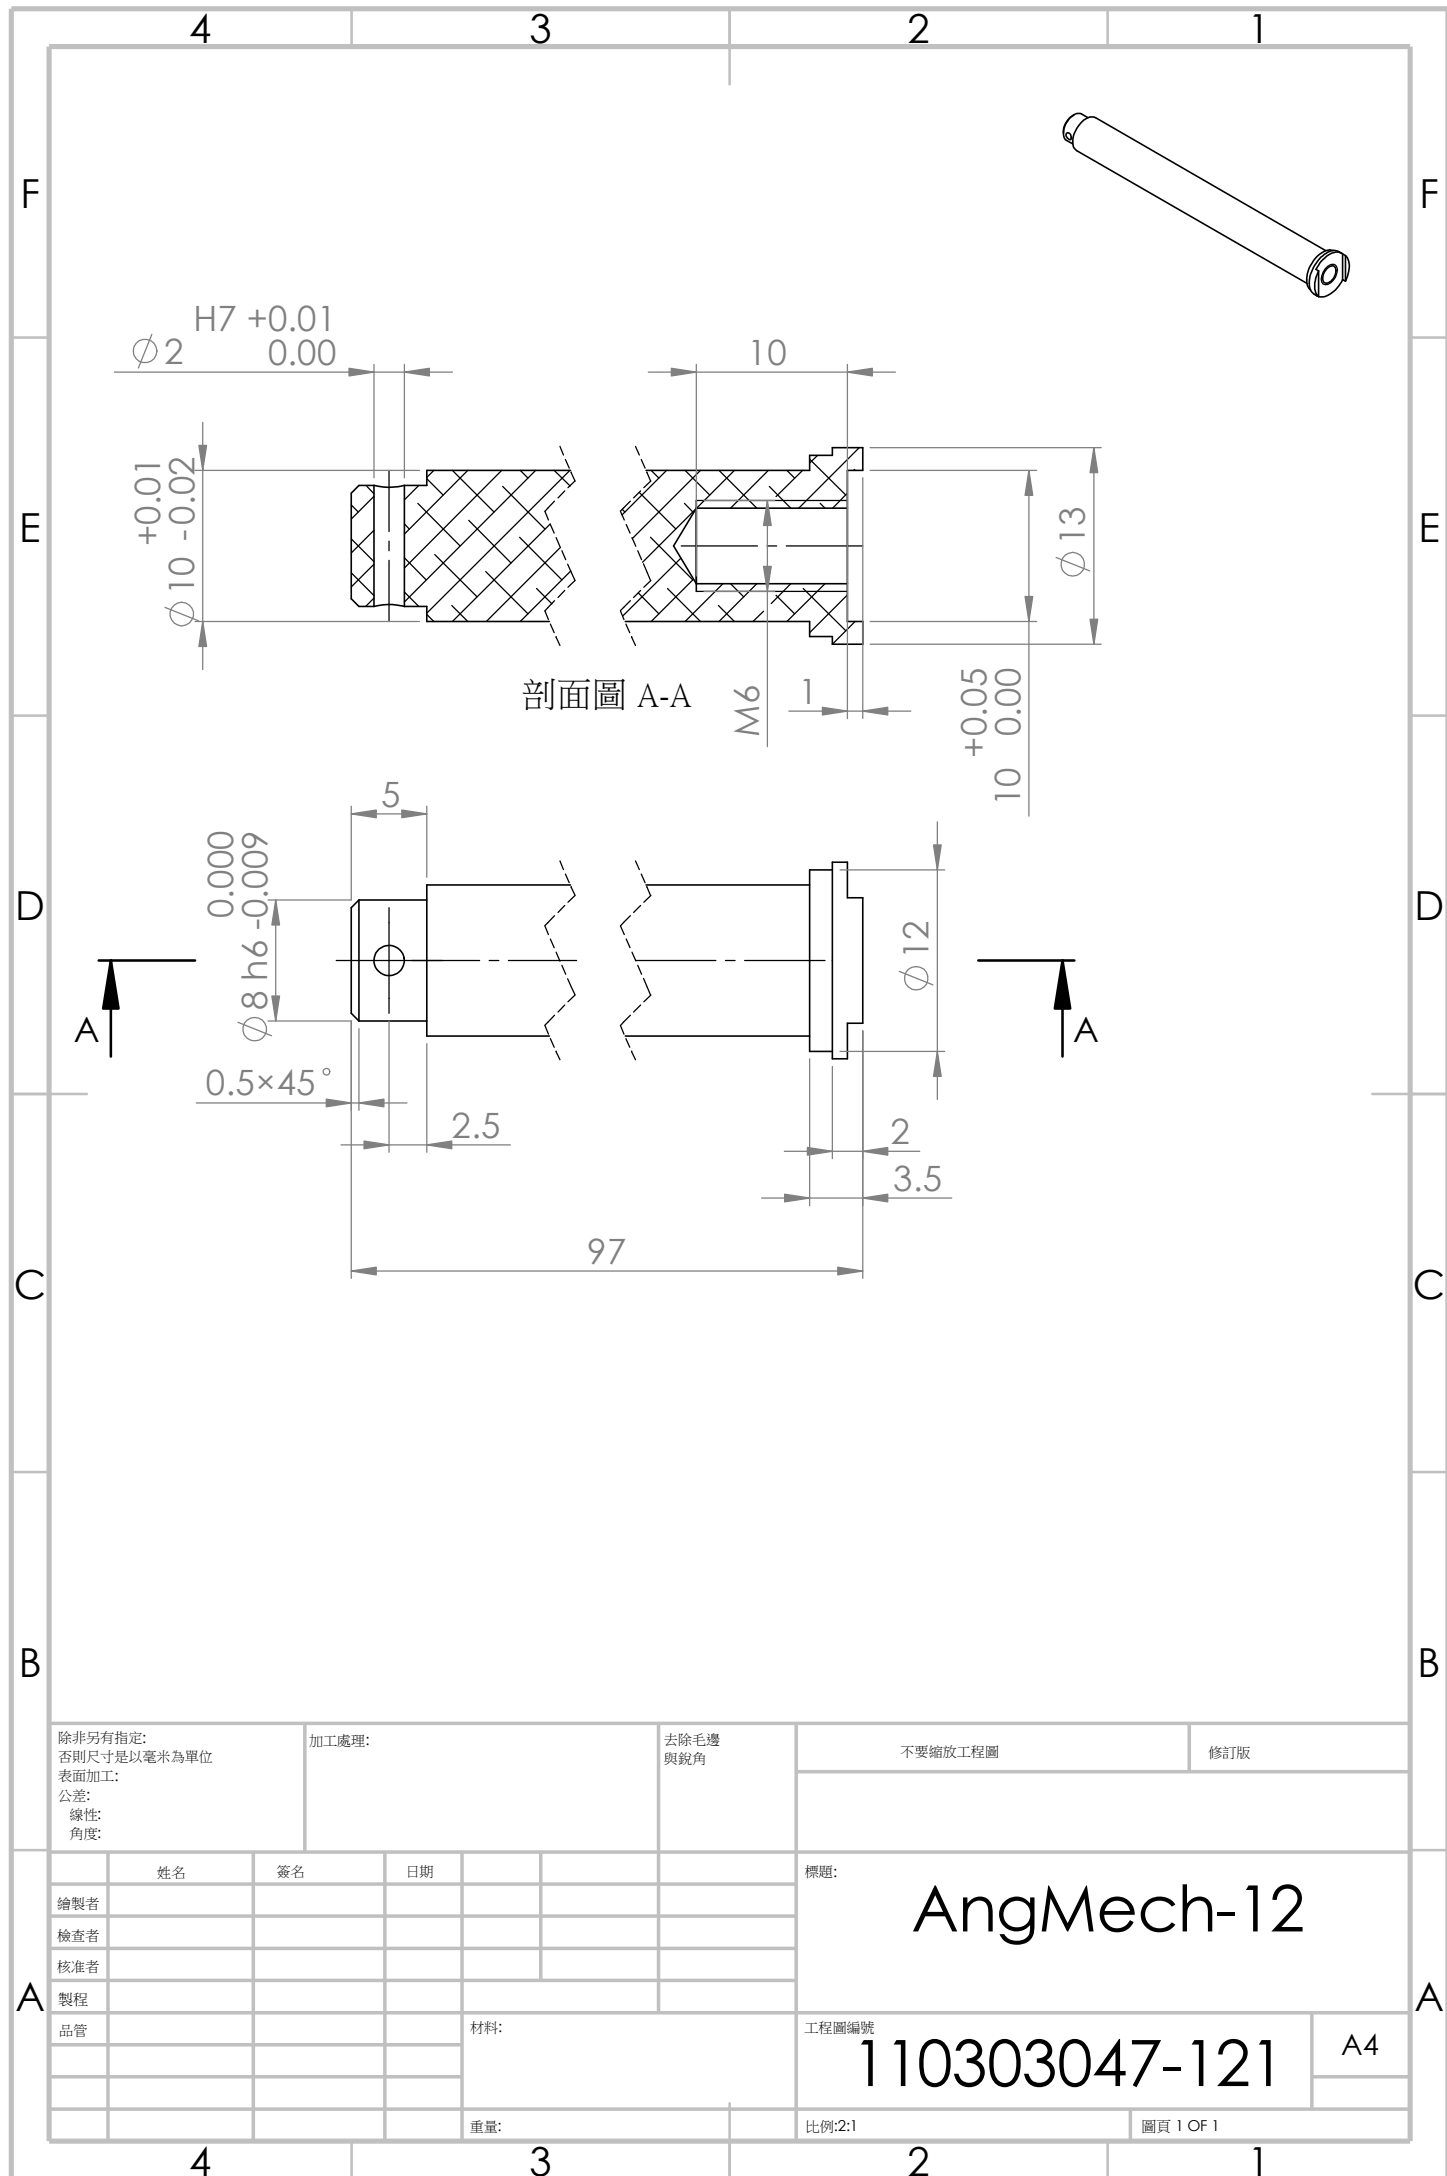 4 3 2 1
F F
H7 +0.01
∅2 0.00
10
E E
+0.01
∅10 -0.02
∅13
剖面圖 A-A
M6
1
+0.05
10 0.00
5
0.000
∅8 h6 -0.009
D D
∅12
A A
0.5×45°
2.5
2
3.5
97
C C
B B
除非另有指定:
否則尺寸是以毫米為單位
表面加工:
公差:
線性:
角度:
加工處理:
去除毛邊
與銳角
不要縮放工程圖
修訂版
姓名 簽名 日期
繪製者
檢查者
核准者
製程
品管
標題:
AngMech-12
A A
材料:
工程圖編號
110303047-121
A4
重量:
比例:2:1
圖頁 1 OF 1
4 3 2 1